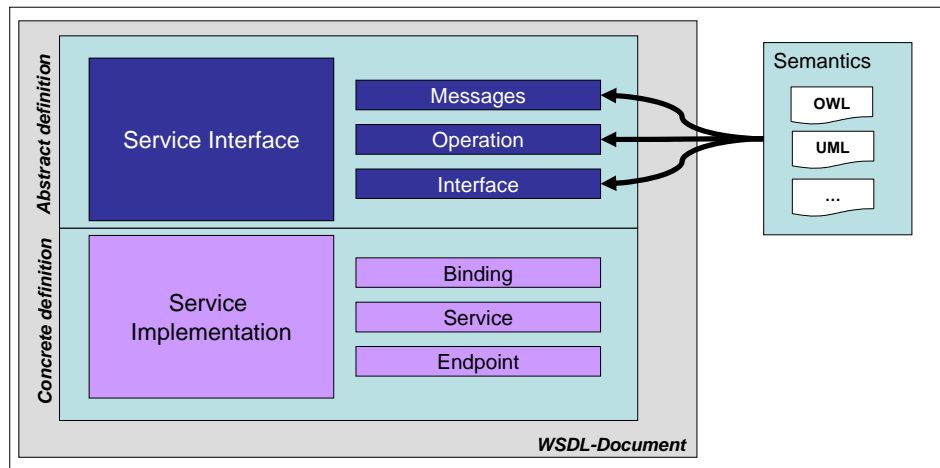 Abstract definition
Service Interface
Messages
Operation
Interface
Concrete definition
Service
Implementation
Binding
Service
Endpoint
WSDL-Document
Semantics
OWL
UML
...